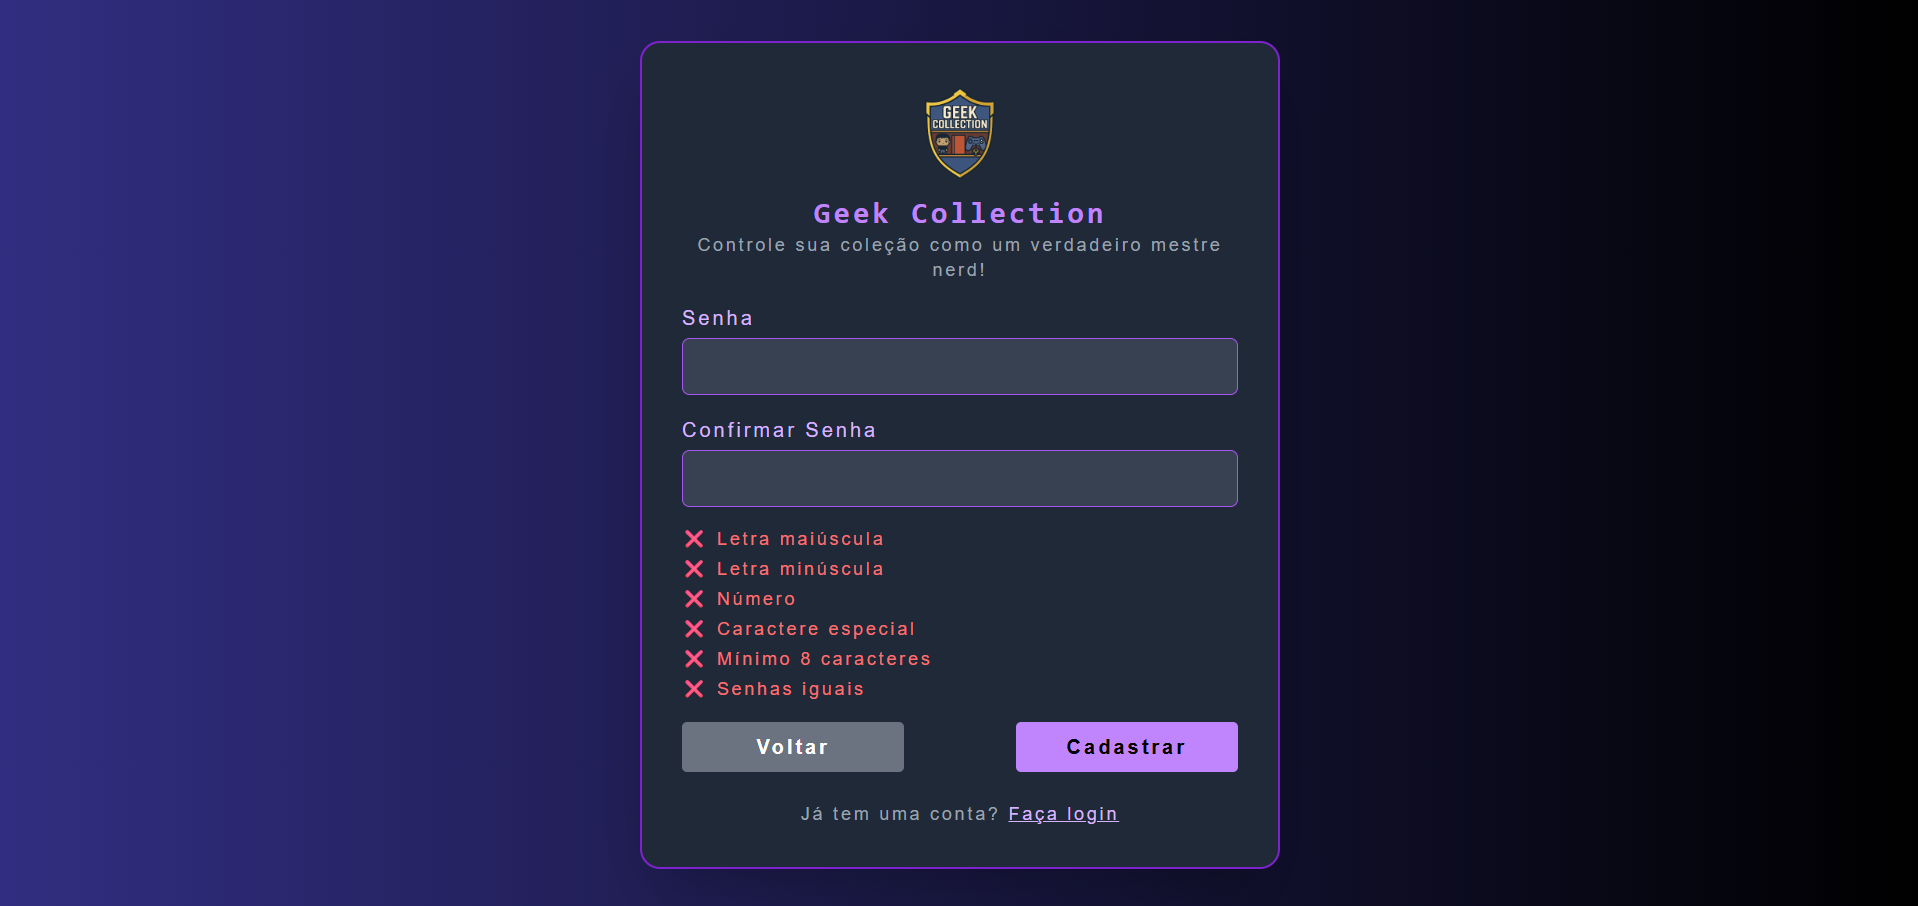 GEEK
COLLECTION
Geek Collection
Controle sua coleção como um verdadeiro mestre
nerd!
Senha
Confirmar Senha
❌ Letra maiúscula
❌ Letra minúscula
❌ Número
❌ Caractere especial
❌ Mínimo 8 caracteres
❌ Senhas iguais
Voltar
Cadastrar
Já tem uma conta? Faça login